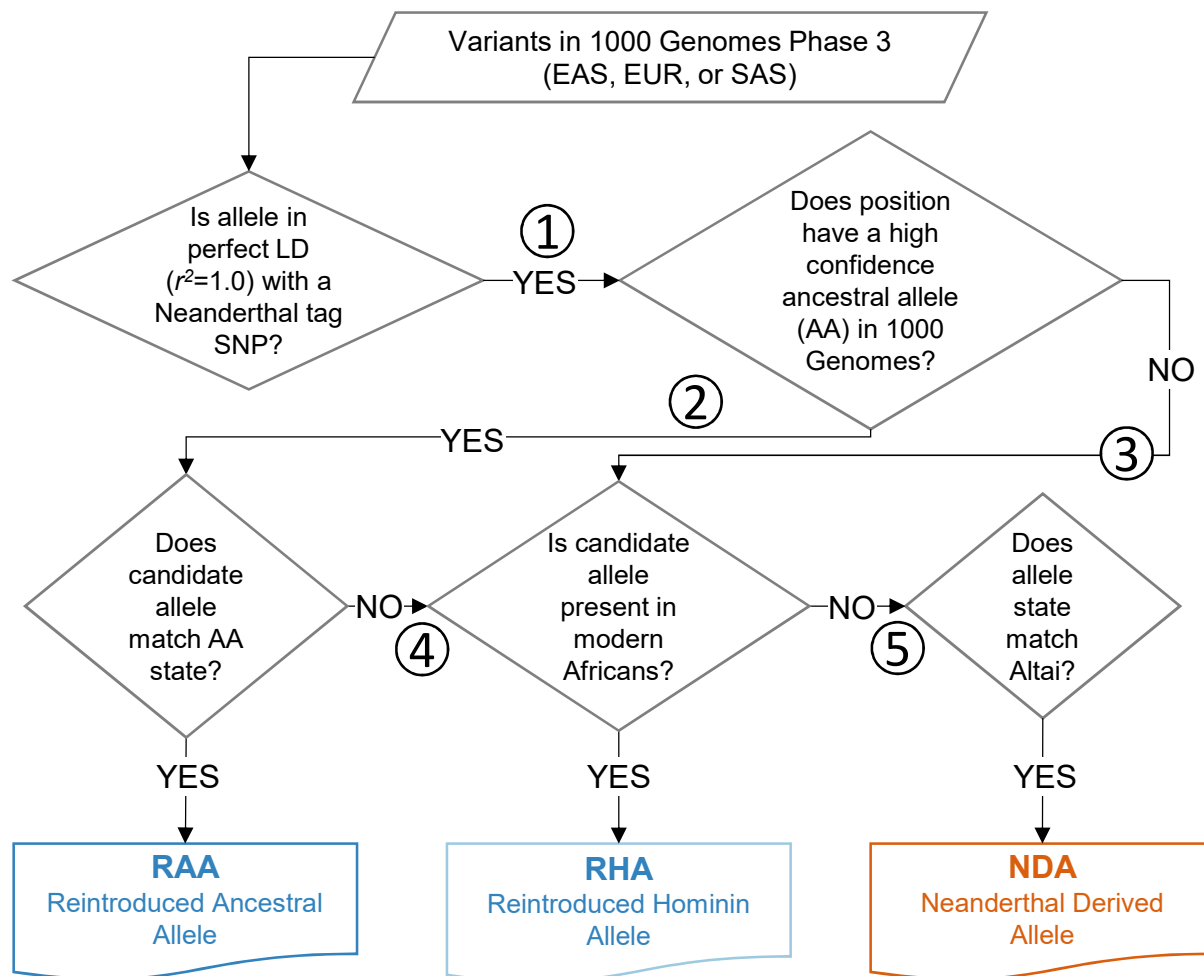 Variants in 1000 Genomes Phase 3
(EAS, EUR, or SAS)
Is allele in
perfect LD
(r²=1.0) with a
Neanderthal tag
SNP?
①
YES
Does position
have a high
confidence
ancestral allele
(AA) in 1000
Genomes?
NO
②
YES
③
Does
candidate
allele
match AA
state?
NO
④
Is candidate
allele
present in
modern
Africans?
NO
⑤
Does
allele
state
match
Altai?
YES
YES
YES
RAA
Reintroduced Ancestral
Allele
RHA
Reintroduced Hominin
Allele
NDA
Neanderthal Derived
Allele